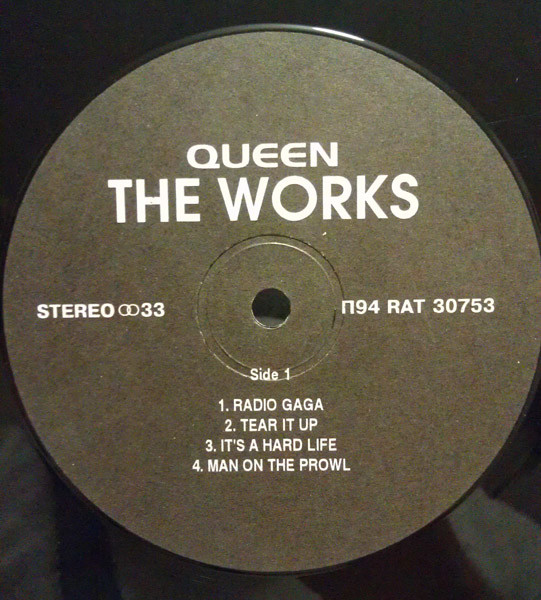 QUEEN
THE WORKS
STEREO ꝏ 33
П94 RAT 30753
Side 1
1. RADIO GAGA
2. TEAR IT UP
3. IT'S A HARD LIFE
4. MAN ON THE PROWL